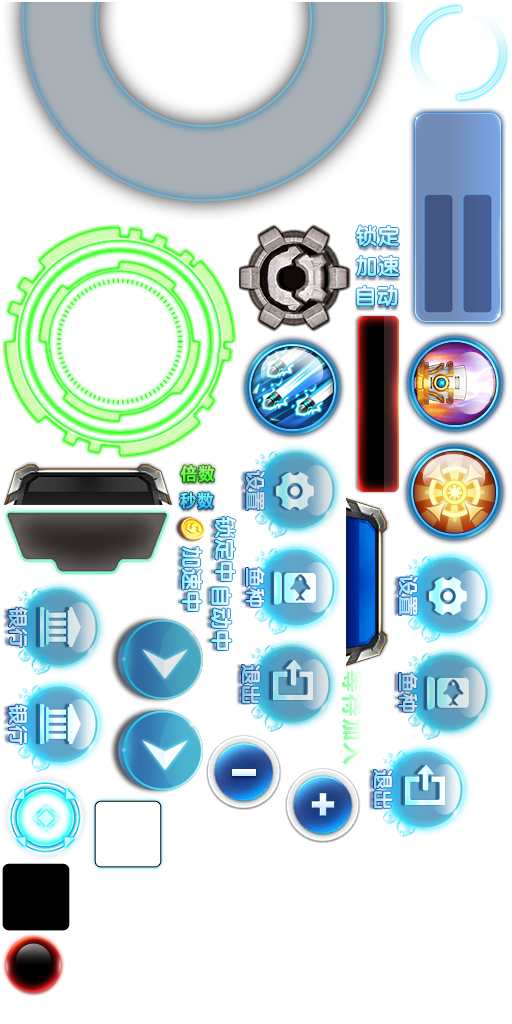 锁定
加速
自动
倍数
秒数
设置
锁定中
自动中
加速中
鱼种
设置
银行
退出
鱼种
等待加入
银行
退出